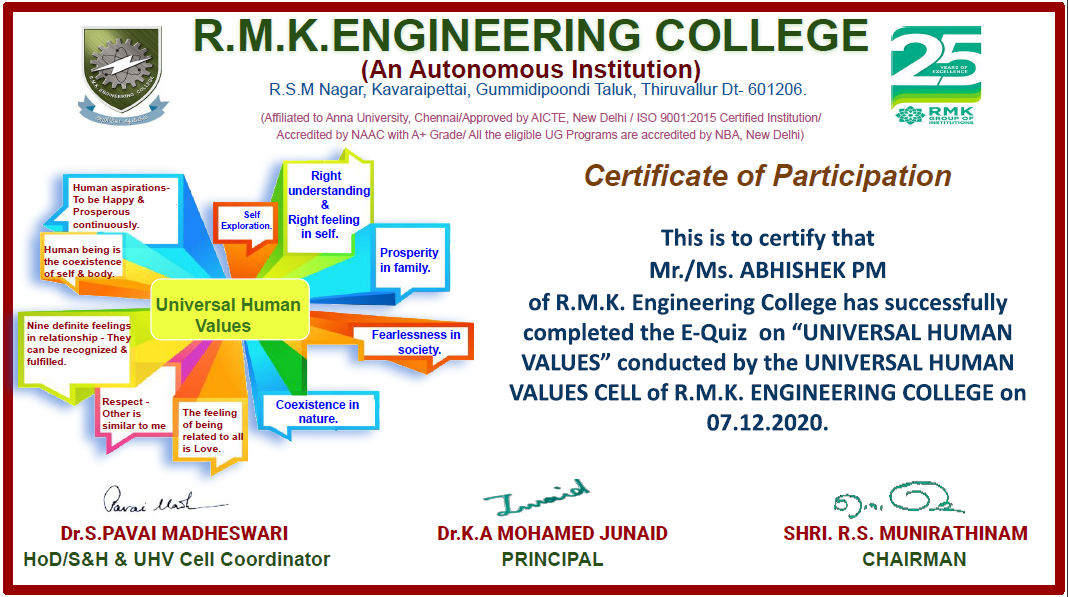 R.M.K.ENGINEERING COLLEGE
(An Autonomous Institution)
R.S.M Nagar, Kavaraipettai, Gummidipoondi Taluk, Thiruvallur Dt- 601206.
(Affiliated to Anna University, Chennai/Approved by AICTE, New Delhi / ISO 9001:2015 Certified Institution/
Accredited by NAAC with A+ Grade/ All the eligible UG Programs are accredited by NBA, New Delhi)
R.M.K. ENGINEERING COLLEGE
25
YEARS OF
EXCELLENCE
RMK
GROUP OF
INSTITUTIONS
Human aspirations-
To be Happy &
Prosperous
continuously.
Human being is
the coexistence
of self & body.
Nine definite feelings
in relationship - They
can be recognized &
fulfilled.
Respect -
Other is
similar to me
The feeling
of being
related to all
is Love.
Self
Exploration.
Right
understanding
&
Right feeling
in self.
Prosperity
in family.
Fearlessness in
society.
Coexistence in
nature.
Universal Human
Values
Certificate of Participation
This is to certify that
Mr./Ms. ABHISHEK PM
of R.M.K. Engineering College has successfully
completed the E-Quiz on “UNIVERSAL HUMAN
VALUES” conducted by the UNIVERSAL HUMAN
VALUES CELL of R.M.K. ENGINEERING COLLEGE on
07.12.2020.
Pavai Mash
Junaid
Dr.S.PAVAI MADHESWARI
HoD/S&H & UHV Cell Coordinator
Dr.K.A MOHAMED JUNAID
PRINCIPAL
SHRI. R.S. MUNIRATHINAM
CHAIRMAN